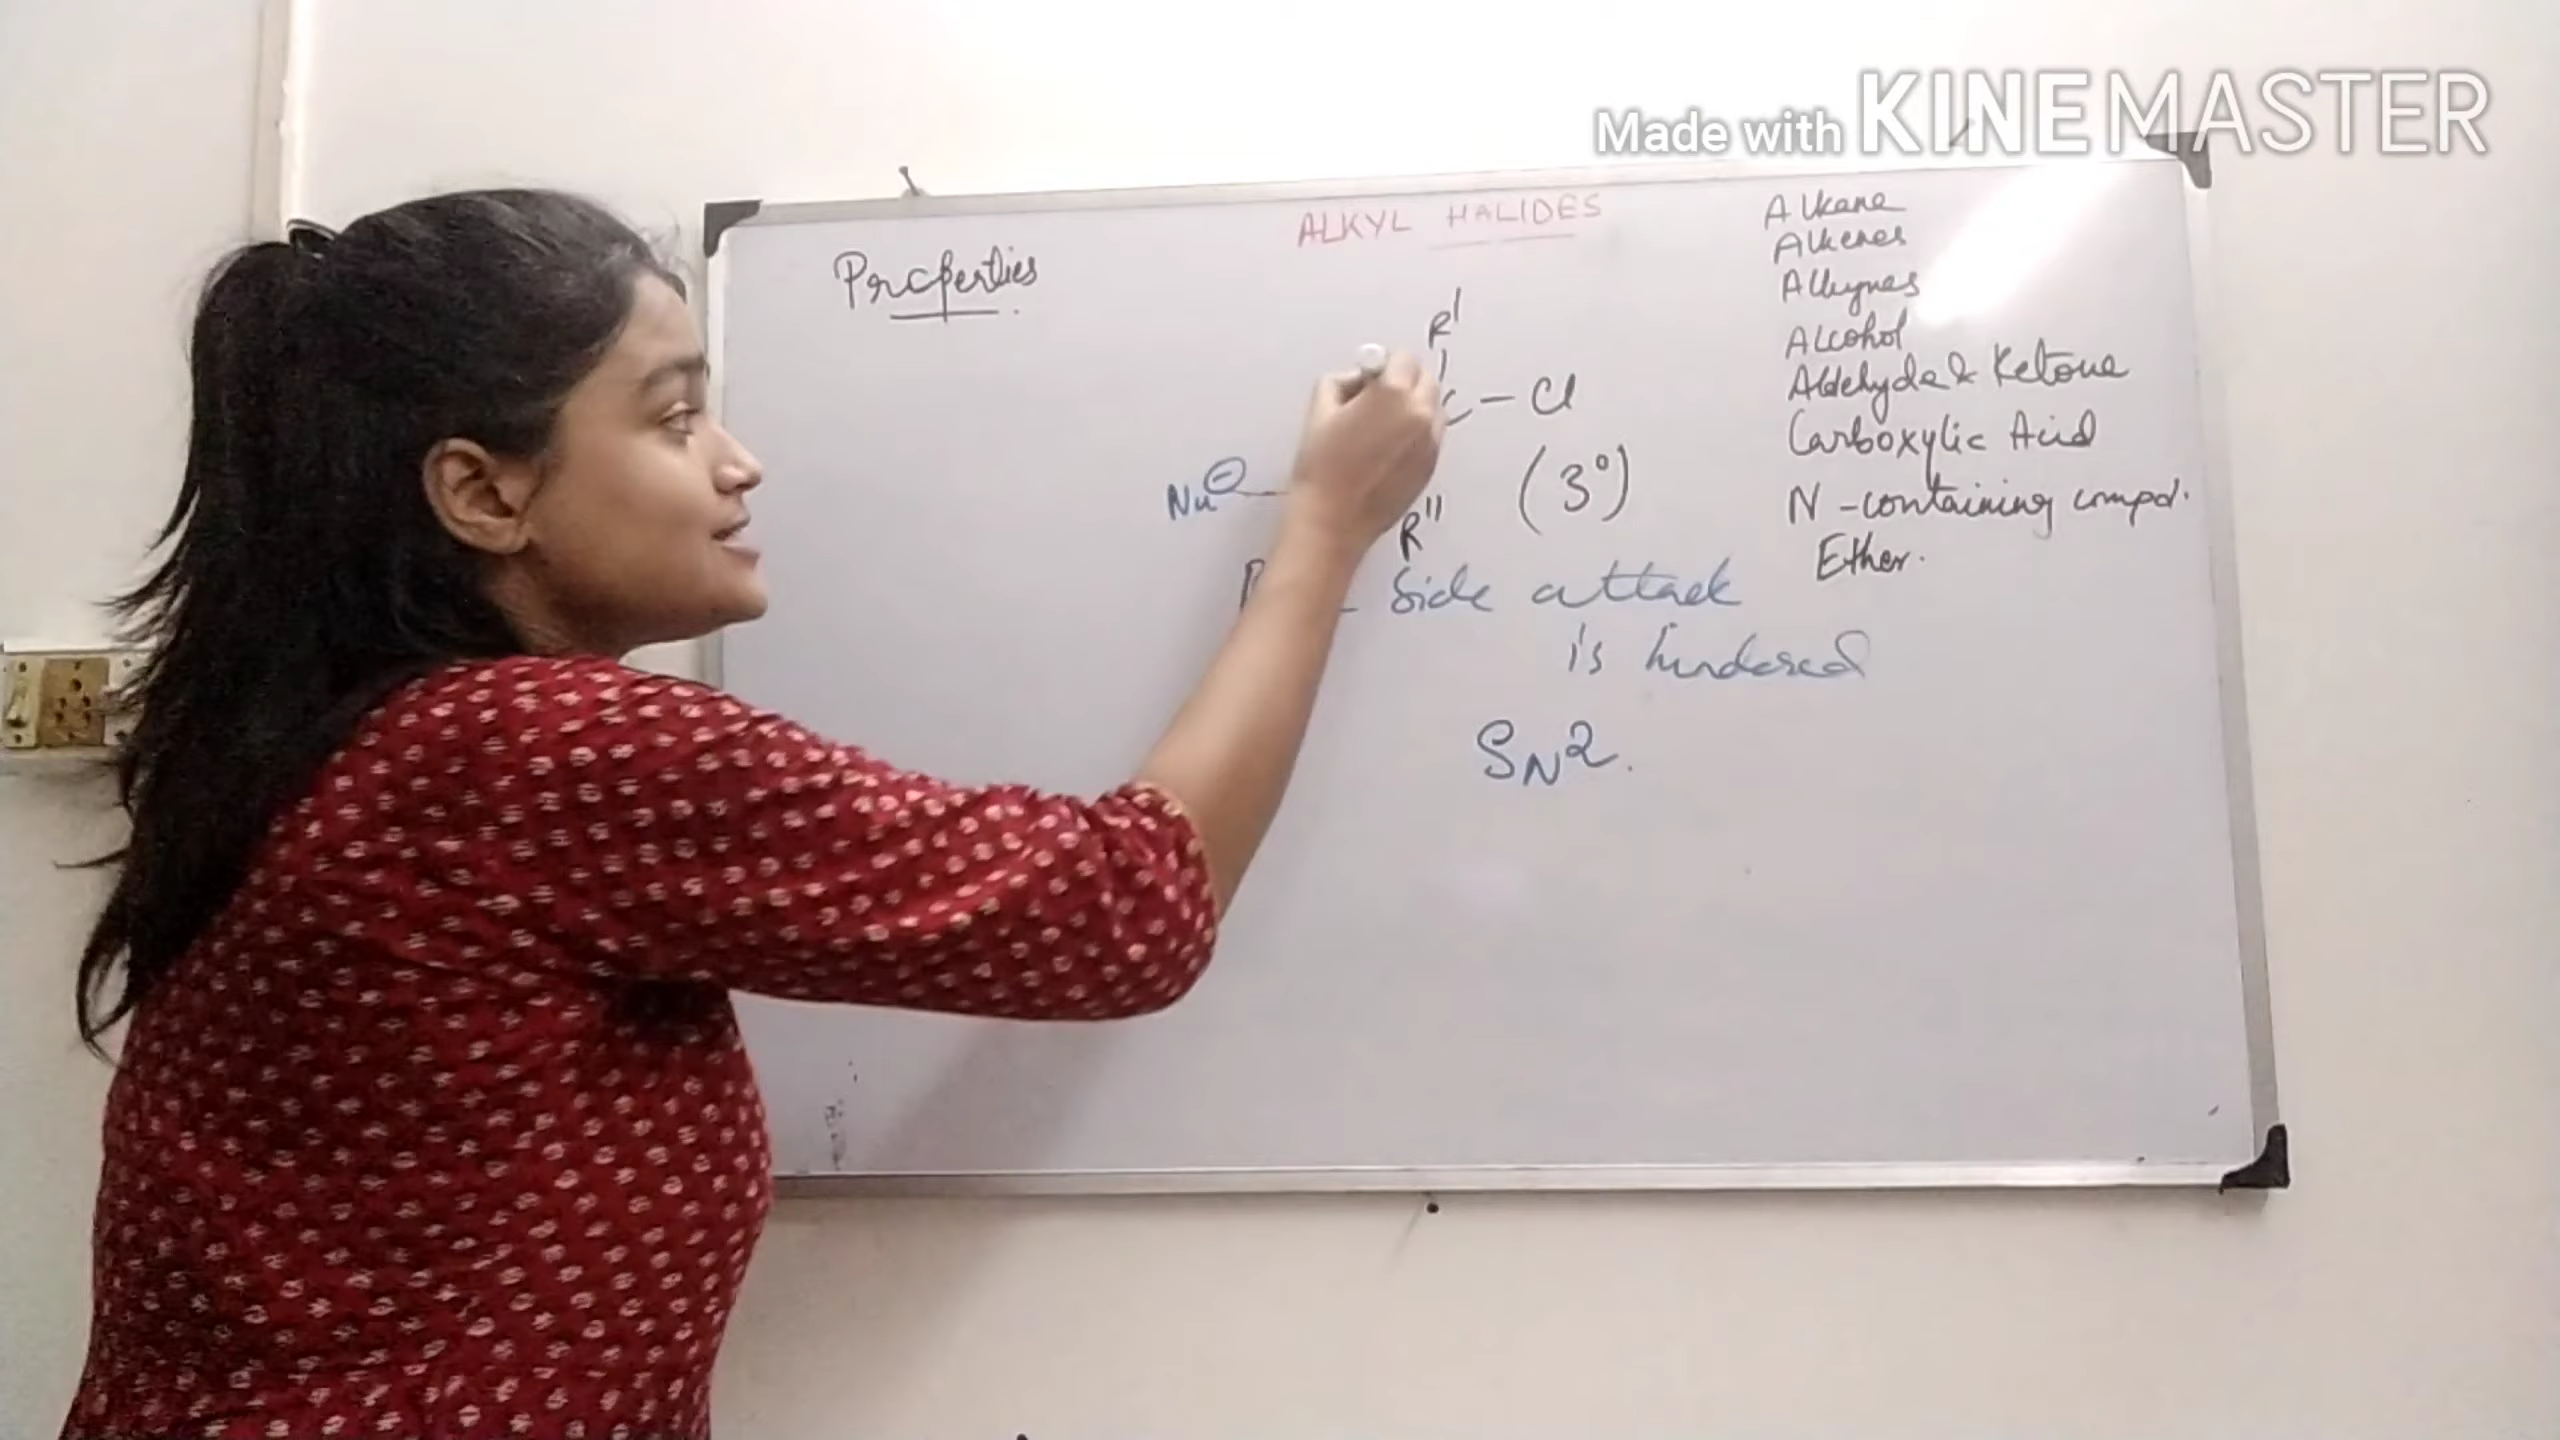 Made with KINEMASTER
ALKYL HALIDES
Properties
R'
C - Cl
Nu⊖
(3°)
R"
side attack
is hindered
SN2.
Alkane
Alkenes
Alkynes
Alcohol
Aldehyde & Ketone
Carboxylic Acid
N-containing compd.
Ether.